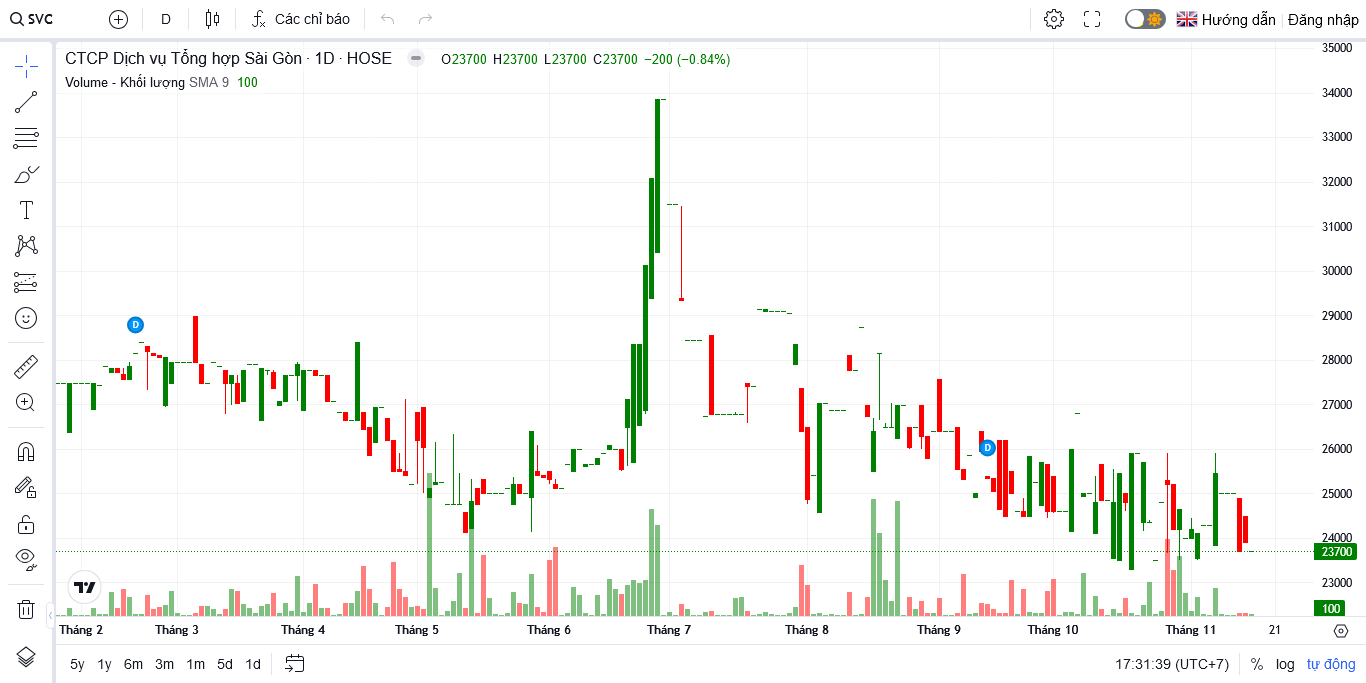 SVC D Các chỉ báo Hướng dẫn Đăng nhập
CTCP Dịch vụ Tổng hợp Sài Gòn · 1D · HOSE O23700 H23700 L23700 C23700 −200 (−0.84%)
Volume - Khối lượng SMA 9 100
35000
34000
33000
32000
31000
30000
29000
28000
27000
26000
25000
24000
23700
23000
100
D
D
Tháng 2 Tháng 3 Tháng 4 Tháng 5 Tháng 6 Tháng 7 Tháng 8 Tháng 9 Tháng 10 Tháng 11 21
5y 1y 6m 3m 1m 5d 1d 17:31:39 (UTC+7) % log tự động